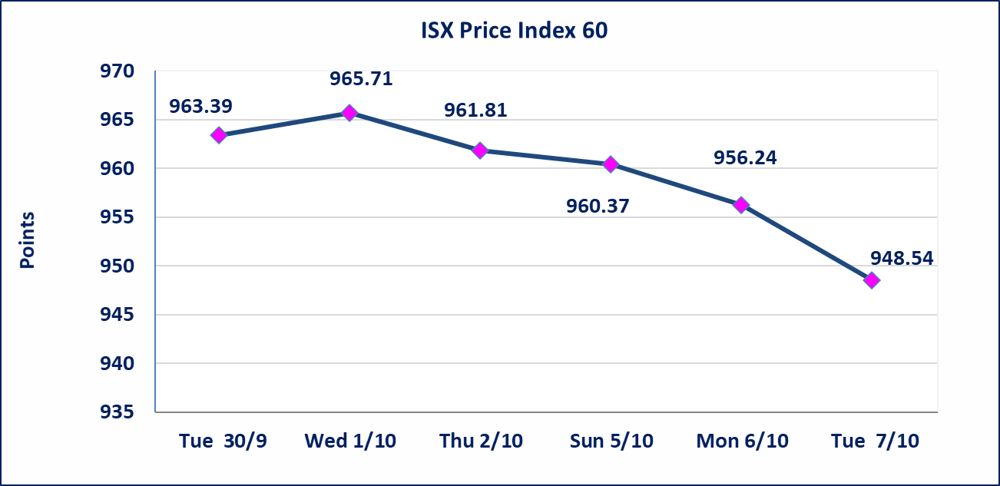 ISX Price Index 60
970
965
960
955
950
945
940
935
Points
963.39
965.71
961.81
960.37
956.24
948.54
Tue  30/9
Wed 1/10
Thu 2/10
Sun 5/10
Mon 6/10
Tue  7/10